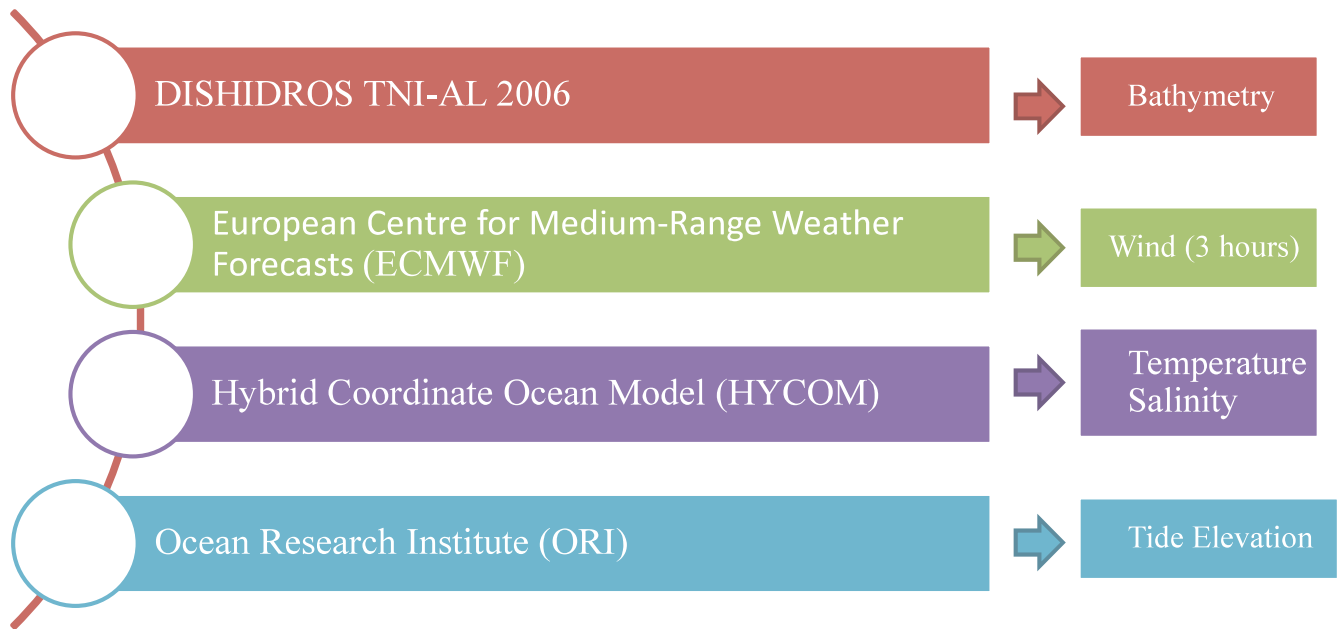 DISHIDROS TNI-AL 2006
Bathymetry
European Centre for Medium-Range Weather
Forecasts (ECMWF)
Wind (3 hours)
Hybrid Coordinate Ocean Model (HYCOM)
Temperature
Salinity
Ocean Research Institute (ORI)
Tide Elevation